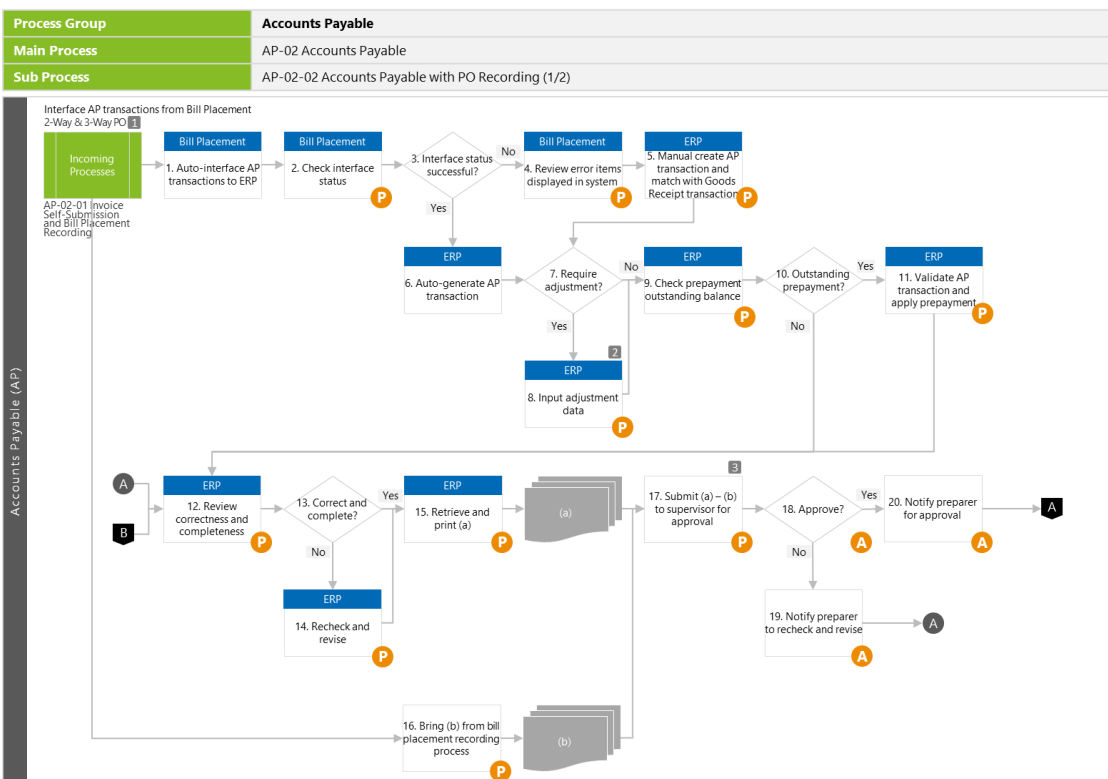 Process Group
Accounts Payable
Main Process
AP-02 Accounts Payable
Sub Process
AP-02-02 Accounts Payable with PO Recording (1/2)
Accounts Payable (AP)
Interface AP transactions from Bill Placement
2-Way & 3-Way PO
1
Incoming
Processes
AP-02-01 Invoice
Self-Submission
and Bill Placement
Recording
Bill Placement
1. Auto-interface AP
transactions to ERP
Bill Placement
2. Check interface
status
P
3. Interface status
successful?
No
Yes
Bill Placement
4. Review error items
displayed in system
P
ERP
5. Manual create AP
transaction and
match with Goods
Receipt transaction
P
ERP
6. Auto-generate AP
transaction
7. Require
adjustment?
No
Yes
2
ERP
8. Input adjustment
data
P
ERP
9. Check prepayment
outstanding balance
P
10. Outstanding
prepayment?
Yes
No
ERP
11. Validate AP
transaction and
apply prepayment
P
A
B
ERP
12. Review
correctness and
completeness
P
13. Correct and
complete?
Yes
No
ERP
14. Recheck and
revise
P
ERP
15. Retrieve and
print (a)
P
(a)
16. Bring (b) from bill
placement recording
process
P
(b)
3
17. Submit (a) – (b)
to supervisor for
approval
P
18. Approve?
A
Yes
No
19. Notify preparer
to recheck and revise
A
A
20. Notify preparer
for approval
A
A